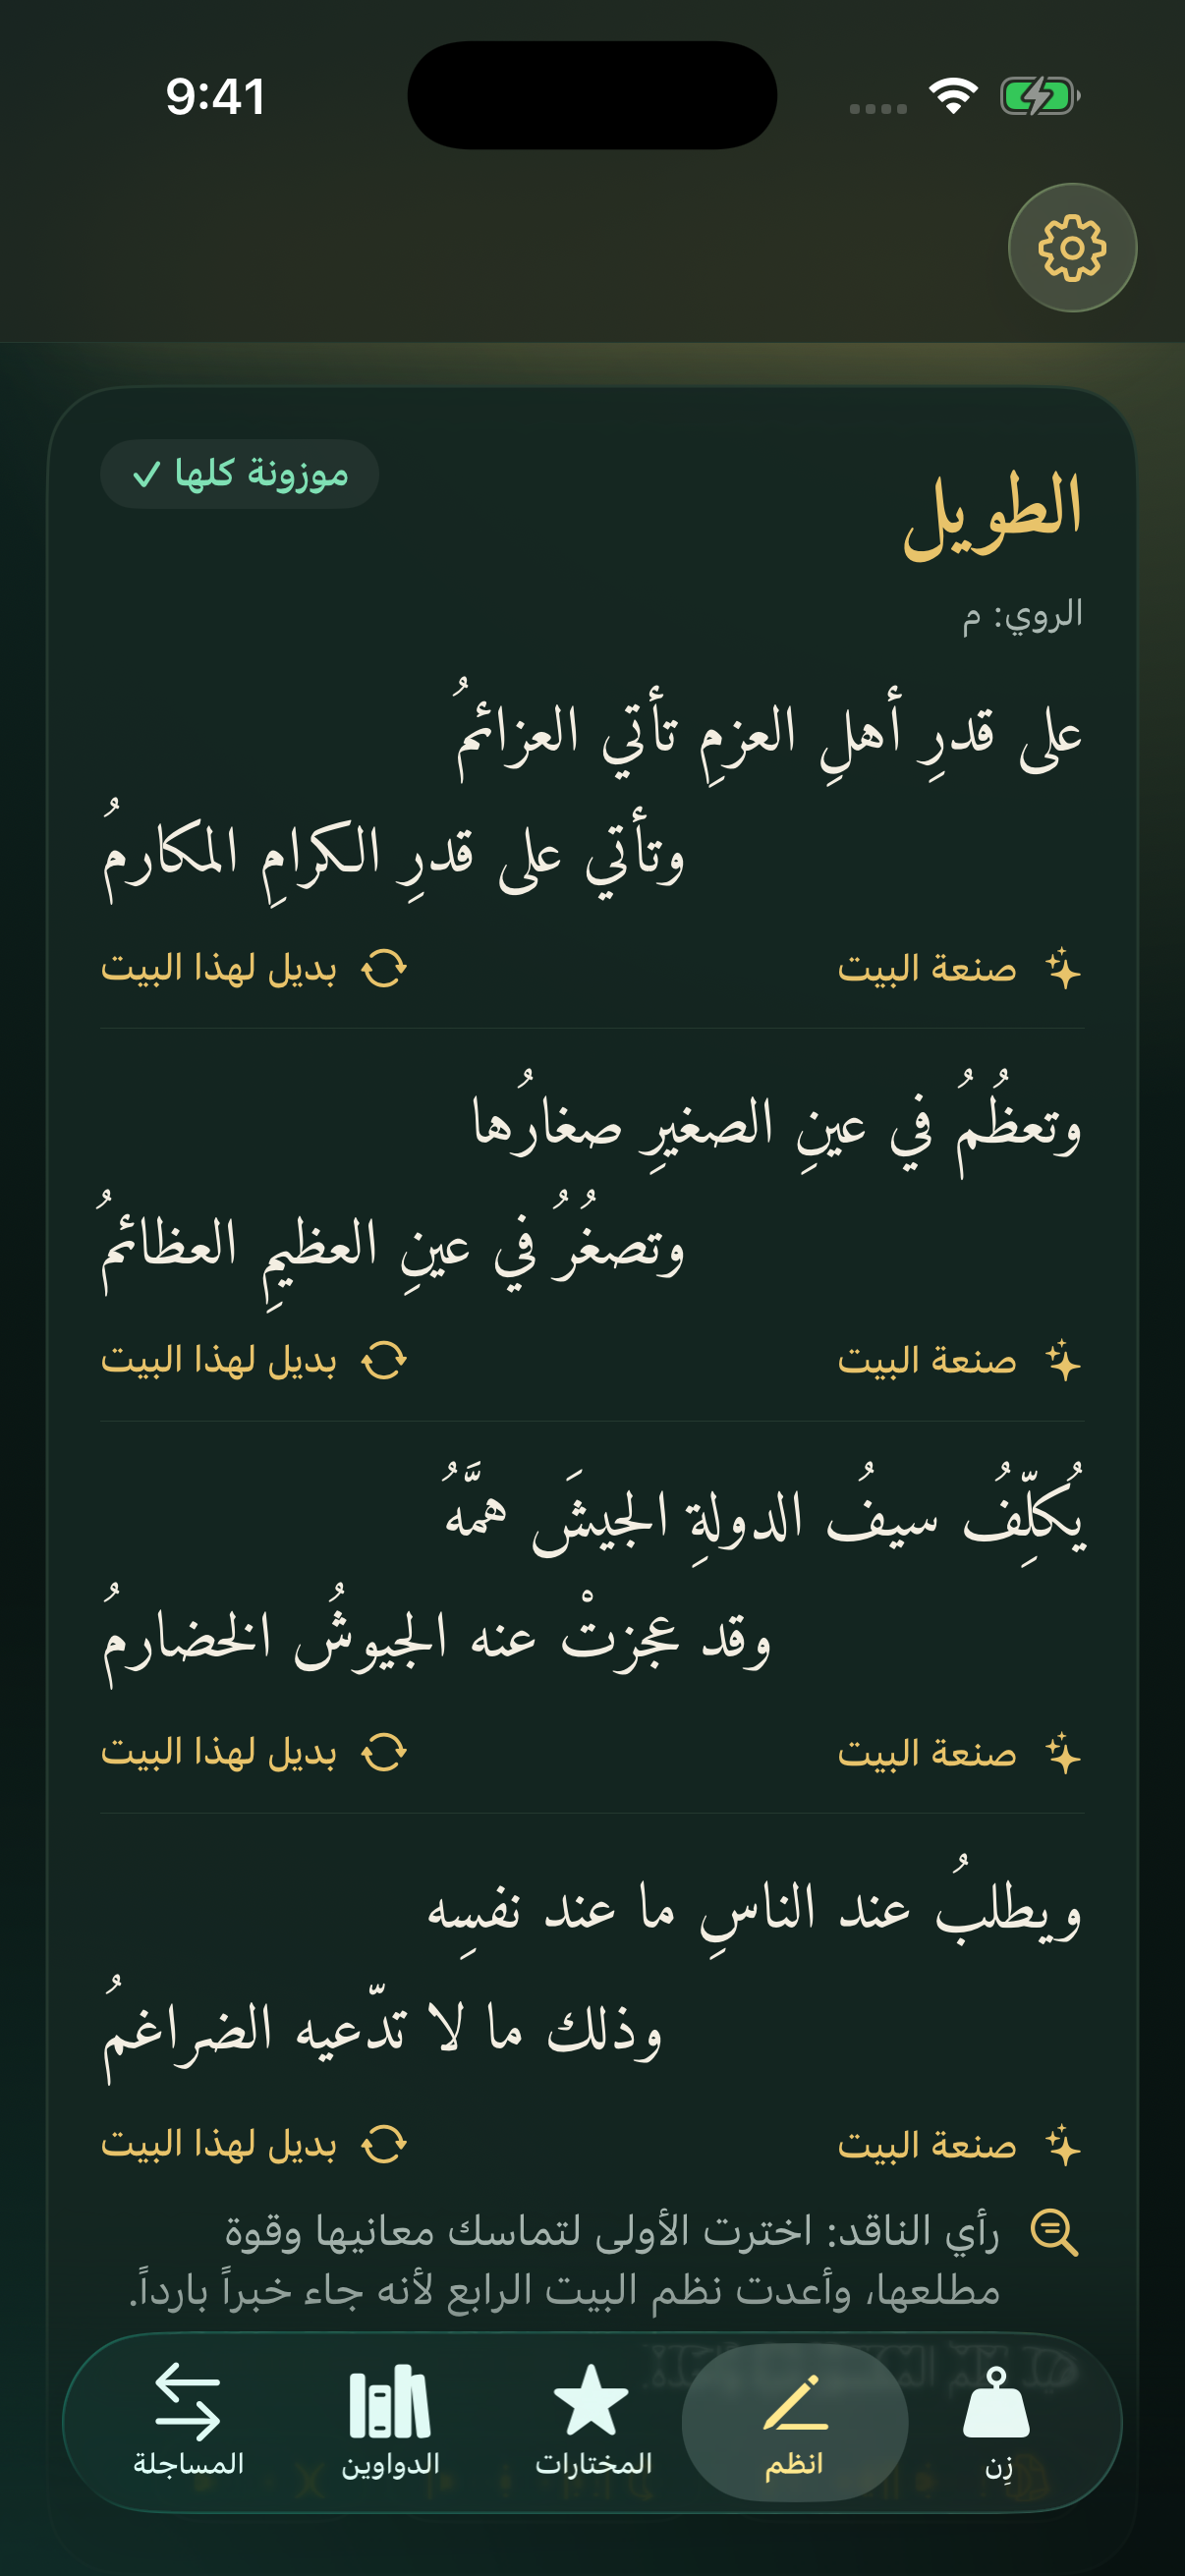 9:41
الطويل
موزونة كلها ✓
الروي: م
على قدرِ أهلِ العزمِ تأتي العزائمُ
وتأتي على قدرِ الكرامِ المكارمُ
صنعة البيت
بديل لهذا البيت
وتعظُمُ في عينِ الصغيرِ صغارُها
وتصغُرُ في عينِ العظيمِ العظائمُ
صنعة البيت
بديل لهذا البيت
يُكلِّفُ سيفُ الدولةِ الجيشَ همَّهُ
وقد عجزتْ عنه الجيوشُ الخضارمُ
صنعة البيت
بديل لهذا البيت
ويطلبُ عند الناسِ ما عند نفسِه
وذلك ما لا تدّعيه الضراغمُ
صنعة البيت
بديل لهذا البيت
رأي الناقد: اخترت الأولى لتماسك معانيها وقوة
مطلعها، وأعدت نظم البيت الرابع لأنه جاء خبراً بارداً.
زِن
انظم
المختارات
الدواوين
المساجلة